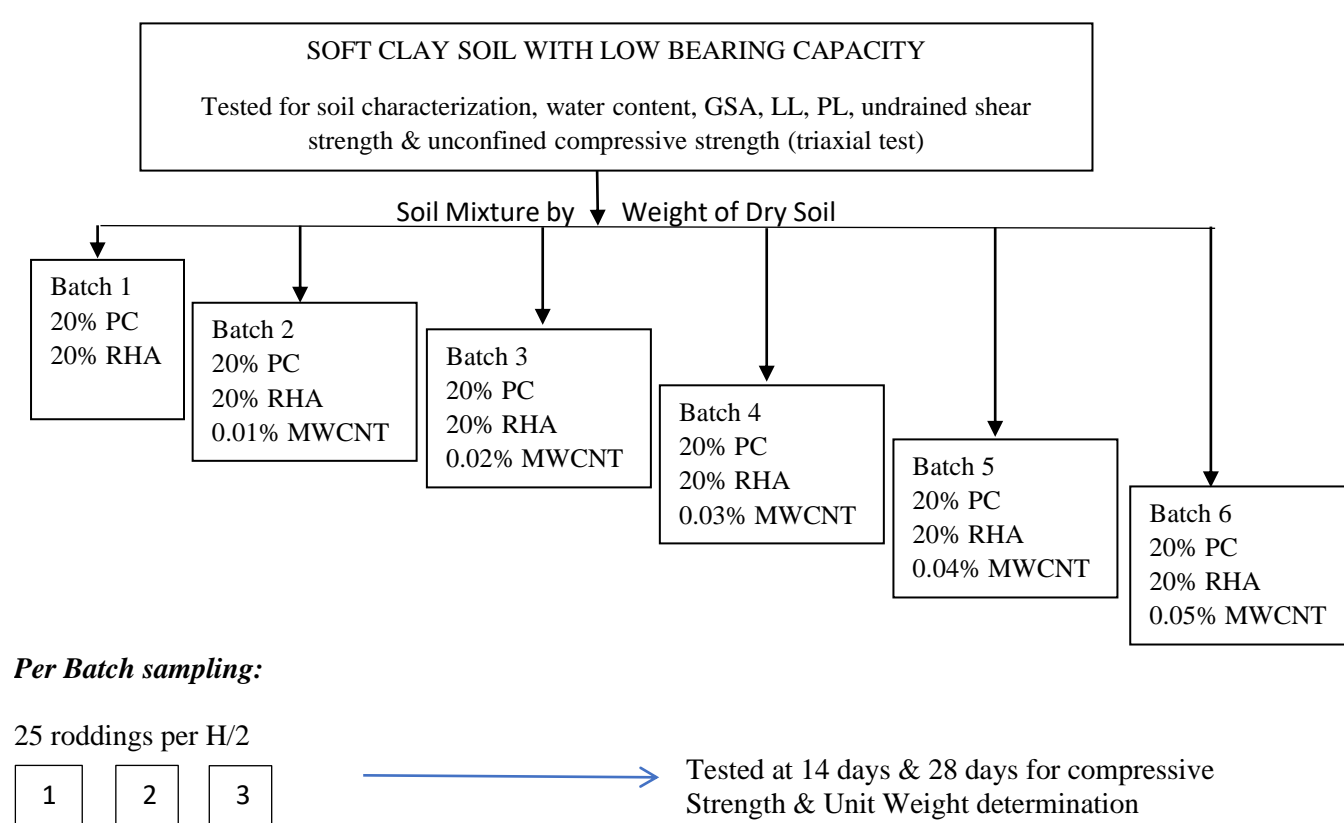 SOFT CLAY SOIL WITH LOW BEARING CAPACITY
Tested for soil characterization, water content, GSA, LL, PL, undrained shear
strength & unconfined compressive strength (triaxial test)
Soil Mixture by Weight of Dry Soil
Batch 1
20% PC
20% RHA
Batch 2
20% PC
20% RHA
0.01% MWCNT
Batch 3
20% PC
20% RHA
0.02% MWCNT
Batch 4
20% PC
20% RHA
0.03% MWCNT
Batch 5
20% PC
20% RHA
0.04% MWCNT
Batch 6
20% PC
20% RHA
0.05% MWCNT
Per Batch sampling:
25 roddings per H/2
1 2 3
Tested at 14 days & 28 days for compressive
Strength & Unit Weight determination